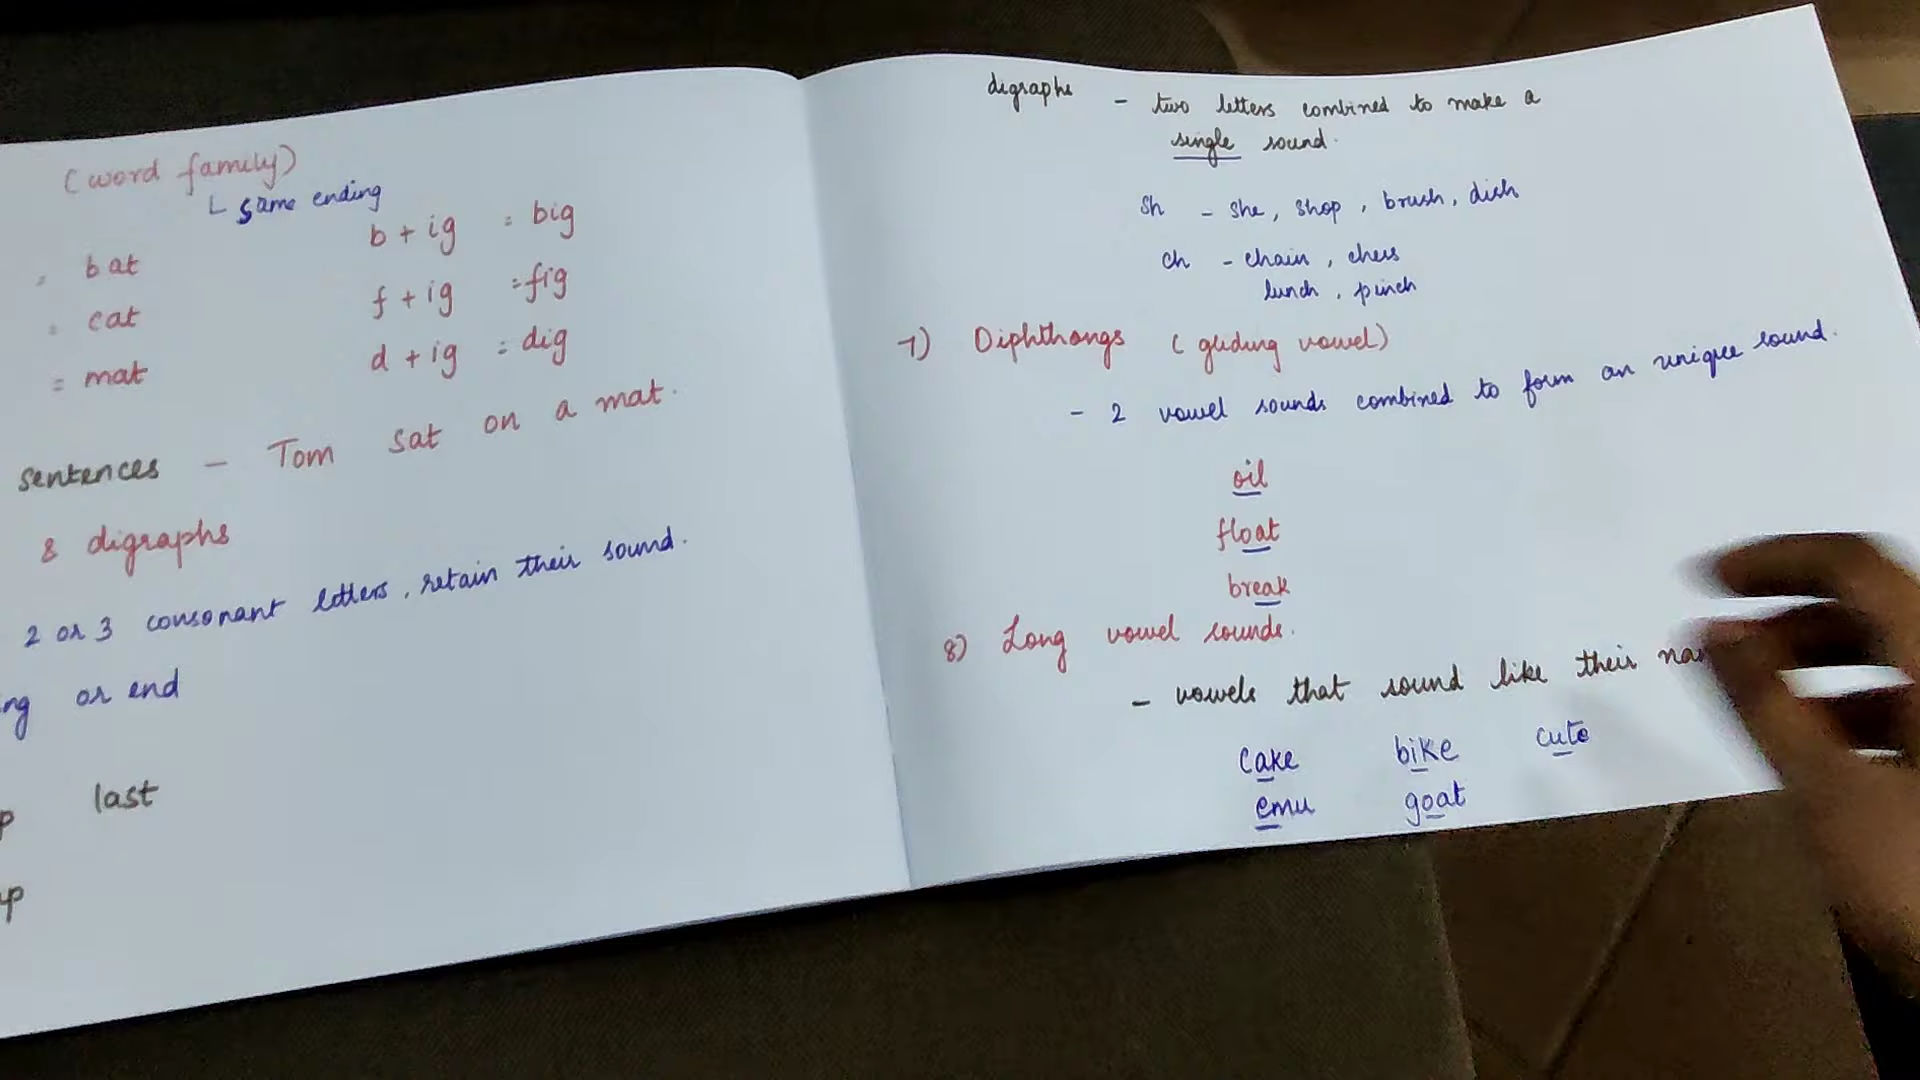 (word family)
└ same ending
= bat
b + ig = big
= cat
f + ig = fig
= mat
d + ig = dig
sentences - Tom sat on a mat.
& digraphs
2 or 3 consonant letters, retain their sound.
ng or end
p last
up
digraphs - two letters combined to make a
single sound.
sh - she, shop, brush, dish
ch - chain, chess
lunch, pinch
7) Diphthongs (gliding vowel)
- 2 vowel sounds combined to form an unique sound.
oil
float
break
8) Long vowel sounds.
- vowels that sound like their
cake bike cute
emu goat